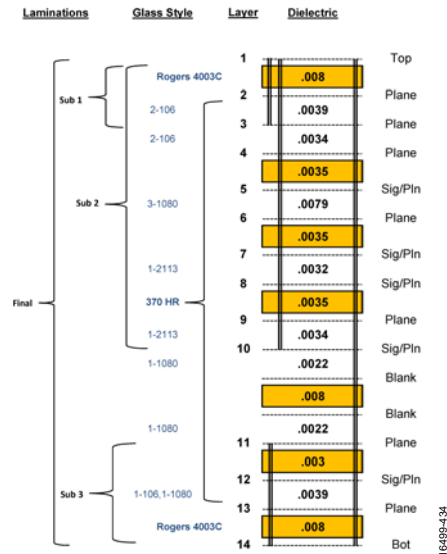 Laminations Glass Style Layer Dielectric
1 Top
Rogers 4003C .008
2 Plane
Sub 1
2-106 .0039
3 Plane
2-106 .0034
4 Plane
.0035
5 Sig/Pln
3-1080 .0079
Sub 2
6 Plane
.0035
7 Sig/Pln
1-2113 .0032
8 Sig/Pln
Final 370 HR .0035
9 Plane
1-2113 .0034
10 Sig/Pln
1-1080 .0022
Blank
.008
Blank
1-1080 .0022
11 Plane
.003
12 Sig/Pln
Sub 3 1-106,1-1080 .0039
13 Plane
Rogers 4003C .008
14 Bot
16499-434